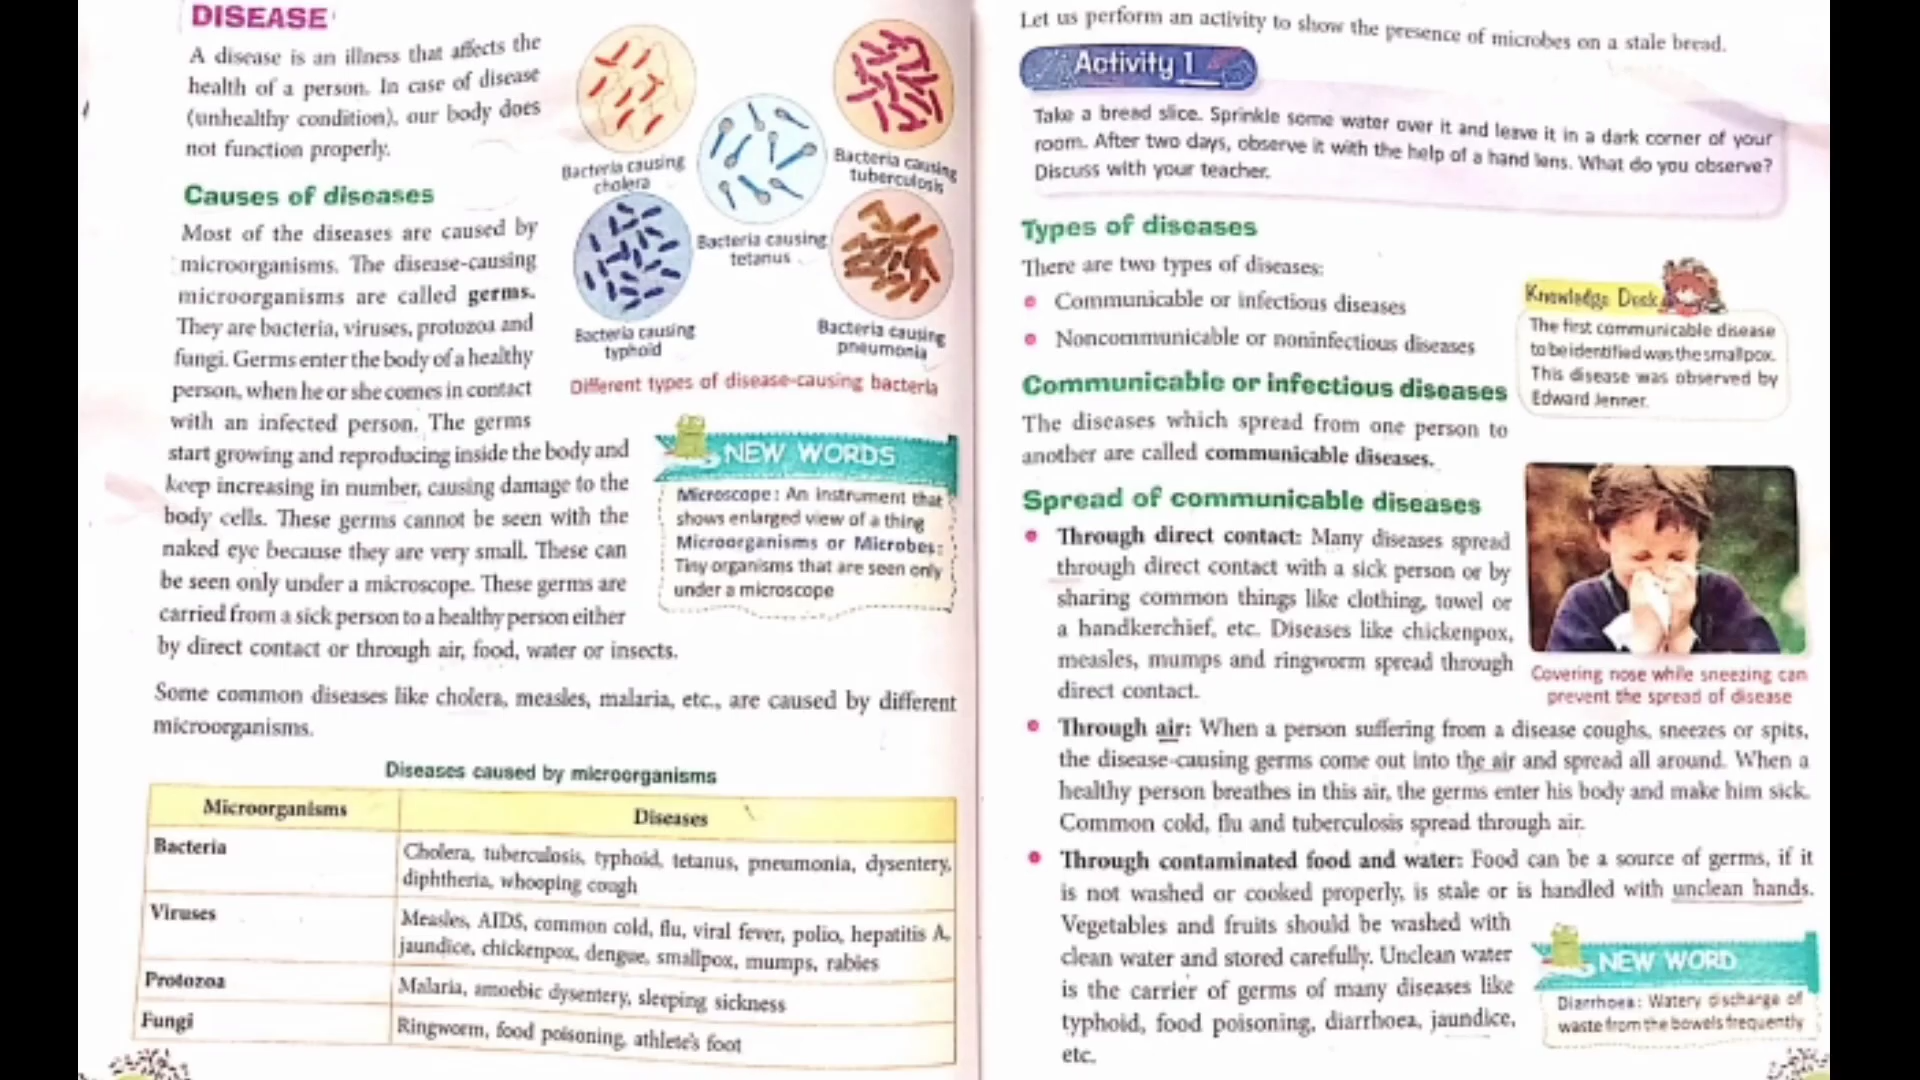 DISEASE
A disease is an illness that affects the
health of a person. In case of disease
(unhealthy condition), our body does
not function properly.
Causes of diseases
Most of the diseases are caused by
microorganisms. The disease-causing
microorganisms are called germs.
They are bacteria, viruses, protozoa and
fungi. Germs enter the body of a healthy
person, when he or she comes in contact
with an infected person. The germs
start growing and reproducing inside the body and
keep increasing in number, causing damage to the
body cells. These germs cannot be seen with the
naked eye because they are very small. These can
be seen only under a microscope. These germs are
carried from a sick person to a healthy person either
by direct contact or through air, food, water or insects.
Bacteria causing
cholera
Bacteria causing
tuberculosis
Bacteria causing
tetanus
Bacteria causing
typhoid
Bacteria causing
pneumonia
Different types of disease-causing bacteria
NEW WORDS
Microscope: An instrument that
shows enlarged view of a thing
Microorganisms or Microbes:
Tiny organisms that are seen only
under a microscope
Some common diseases like cholera, measles, malaria, etc., are caused by different
microorganisms.
Diseases caused by microorganisms
Microorganisms Diseases
Bacteria Cholera, tuberculosis, typhoid, tetanus, pneumonia, dysentery,
diphtheria, whooping cough
Viruses Measles, AIDS, common cold, flu, viral fever, polio, hepatitis A,
jaundice, chickenpox, dengue, smallpox, mumps, rabies
Protozoa Malaria, amoebic dysentery, sleeping sickness
Fungi Ringworm, food poisoning, athlete's foot
Let us perform an activity to show the presence of microbes on a stale bread.
Activity 1
Take a bread slice. Sprinkle some water over it and leave it in a dark corner of your
room. After two days, observe it with the help of a hand lens. What do you observe?
Discuss with your teacher.
Types of diseases
There are two types of diseases:
• Communicable or infectious diseases
• Noncommunicable or noninfectious diseases
Knowledge Desk
The first communicable disease
to be identified was the smallpox.
This disease was observed by
Edward Jenner.
Communicable or infectious diseases
The diseases which spread from one person to
another are called communicable diseases.
Spread of communicable diseases
• Through direct contact: Many diseases spread
through direct contact with a sick person or by
sharing common things like clothing, towel or
a handkerchief, etc. Diseases like chickenpox,
measles, mumps and ringworm spread through
direct contact.
Covering nose while sneezing can
prevent the spread of disease
• Through air: When a person suffering from a disease coughs, sneezes or spits,
the disease-causing germs come out into the air and spread all around. When a
healthy person breathes in this air, the germs enter his body and make him sick.
Common cold, flu and tuberculosis spread through air.
• Through contaminated food and water: Food can be a source of germs, if it
is not washed or cooked properly, is stale or is handled with unclean hands.
Vegetables and fruits should be washed with
clean water and stored carefully. Unclean water
is the carrier of germs of many diseases like
typhoid, food poisoning, diarrhoea, jaundice,
etc.
NEW WORD
Diarrhoea: Watery discharge of
waste from the bowels frequently